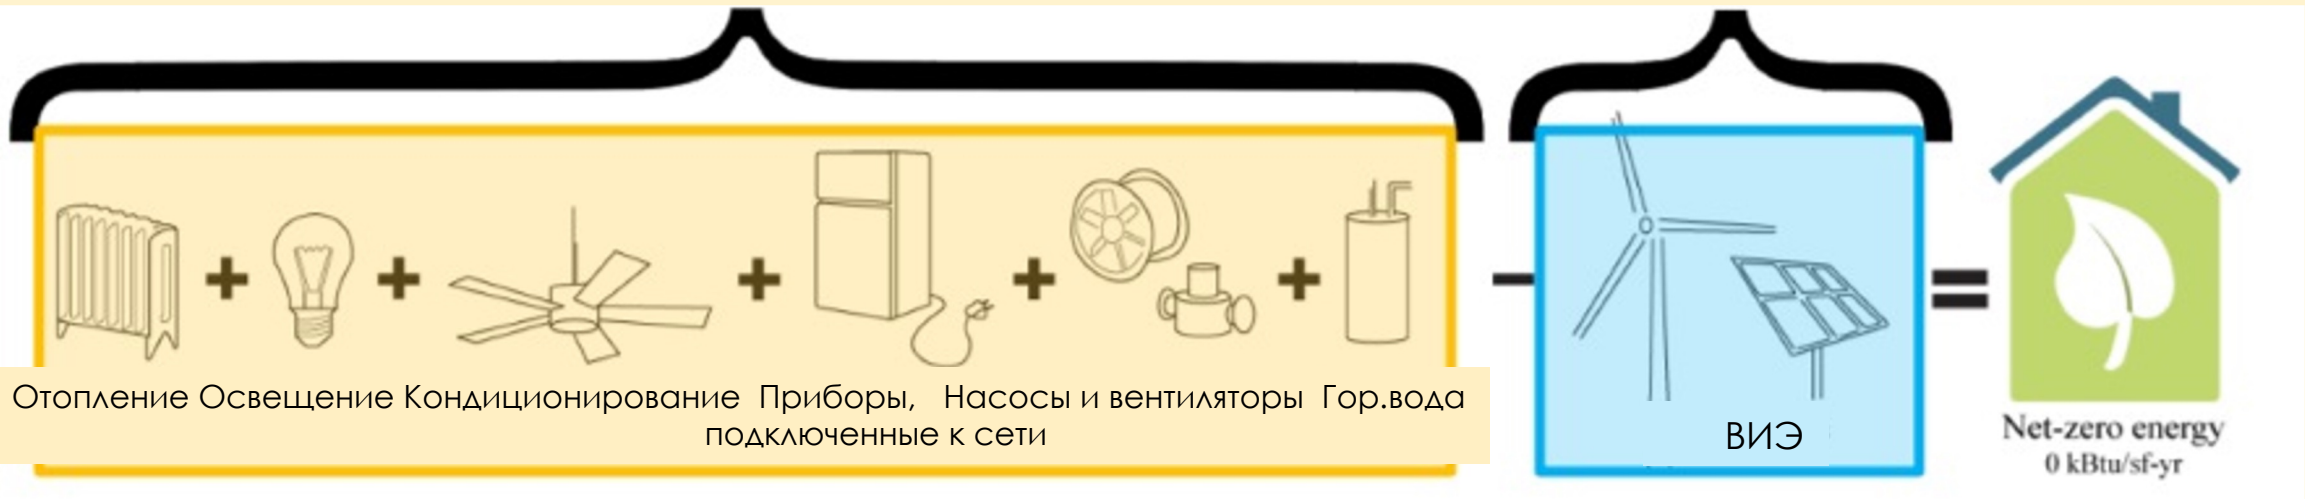 Отопление Освещение Кондиционирование Приборы, Насосы и вентиляторы Гор.вода
подключенные к сети
ВИЭ
Net-zero energy
0 kBtu/sf-yr